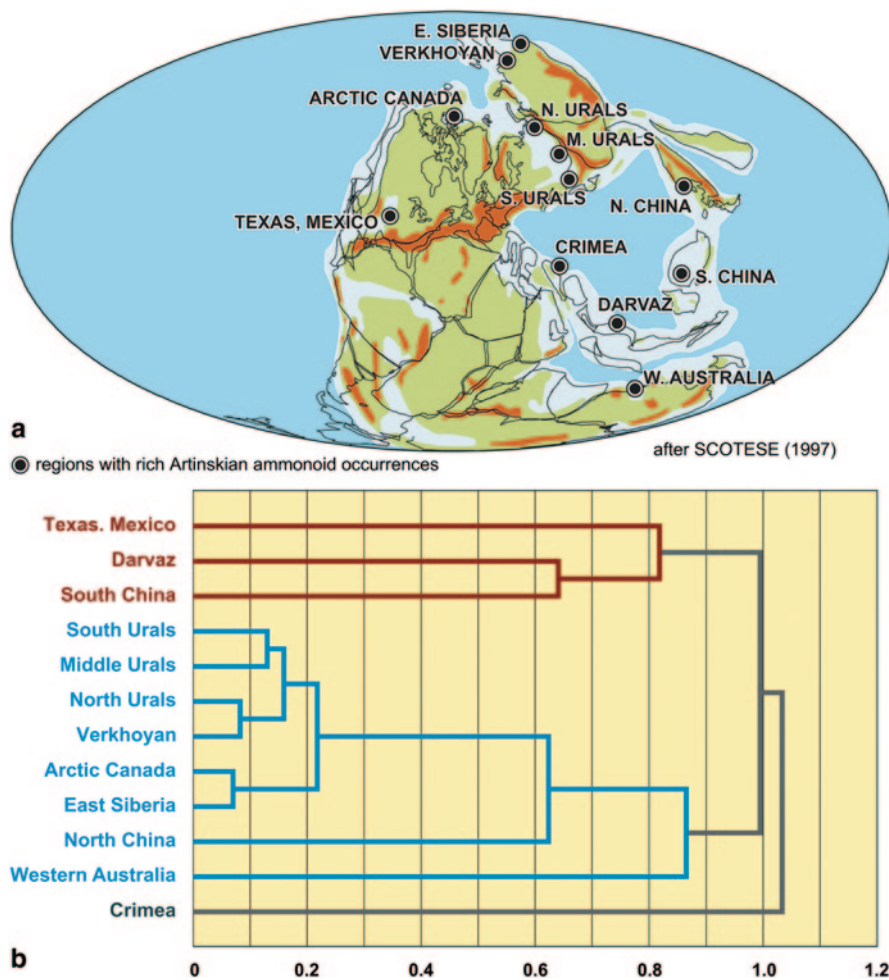 E. SIBERIA
VERKHOYAN
ARCTIC CANADA
N. URALS
M. URALS
S. URALS
N. CHINA
TEXAS, MEXICO
CRIMEA
S. CHINA
DARVAZ
W. AUSTRALIA
a
after SCOTESE (1997)
regions with rich Artinskian ammonoid occurrences
Texas. Mexico
Darvaz
South China
South Urals
Middle Urals
North Urals
Verkhoyan
Arctic Canada
East Siberia
North China
Western Australia
Crimea
b
0 0.2 0.4 0.6 0.8 1.0 1.2